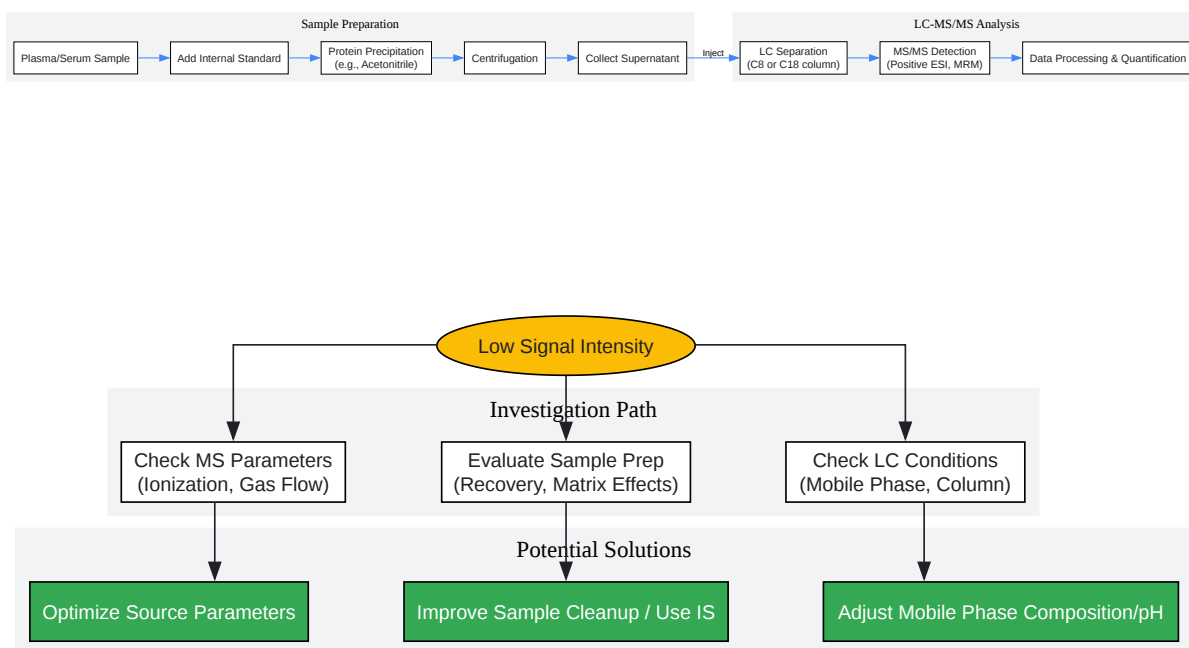 Sample Preparation
LC-MS/MS Analysis
Plasma/Serum Sample
Add Internal Standard
Protein Precipitation
(e.g., Acetonitrile)
Centrifugation
Collect Supernatant
Inject
LC Separation
(C8 or C18 column)
MS/MS Detection
(Positive ESI, MRM)
Data Processing & Quantification
Low Signal Intensity
Investigation Path
Check MS Parameters
(Ionization, Gas Flow)
Evaluate Sample Prep
(Recovery, Matrix Effects)
Check LC Conditions
(Mobile Phase, Column)
Potential Solutions
Optimize Source Parameters
Improve Sample Cleanup / Use IS
Adjust Mobile Phase Composition/pH